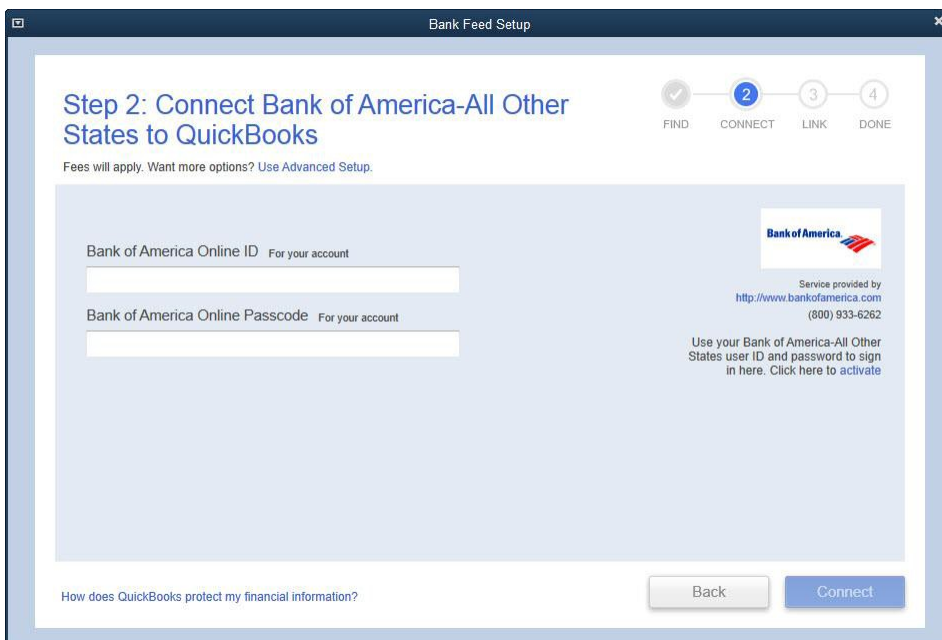 Bank Feed Setup
Step 2: Connect Bank of America-All Other
States to QuickBooks
Fees will apply. Want more options? Use Advanced Setup.
2
3
4
FIND
CONNECT
LINK
DONE
Bank of America Online ID For your account
Bank of America Online Passcode For your account
Bank of America
Service provided by
http://www.bankofamerica.com
(800) 933-6262
Use your Bank of America-All Other
States user ID and password to sign
in here. Click here to activate
How does QuickBooks protect my financial information?
Back
Connect